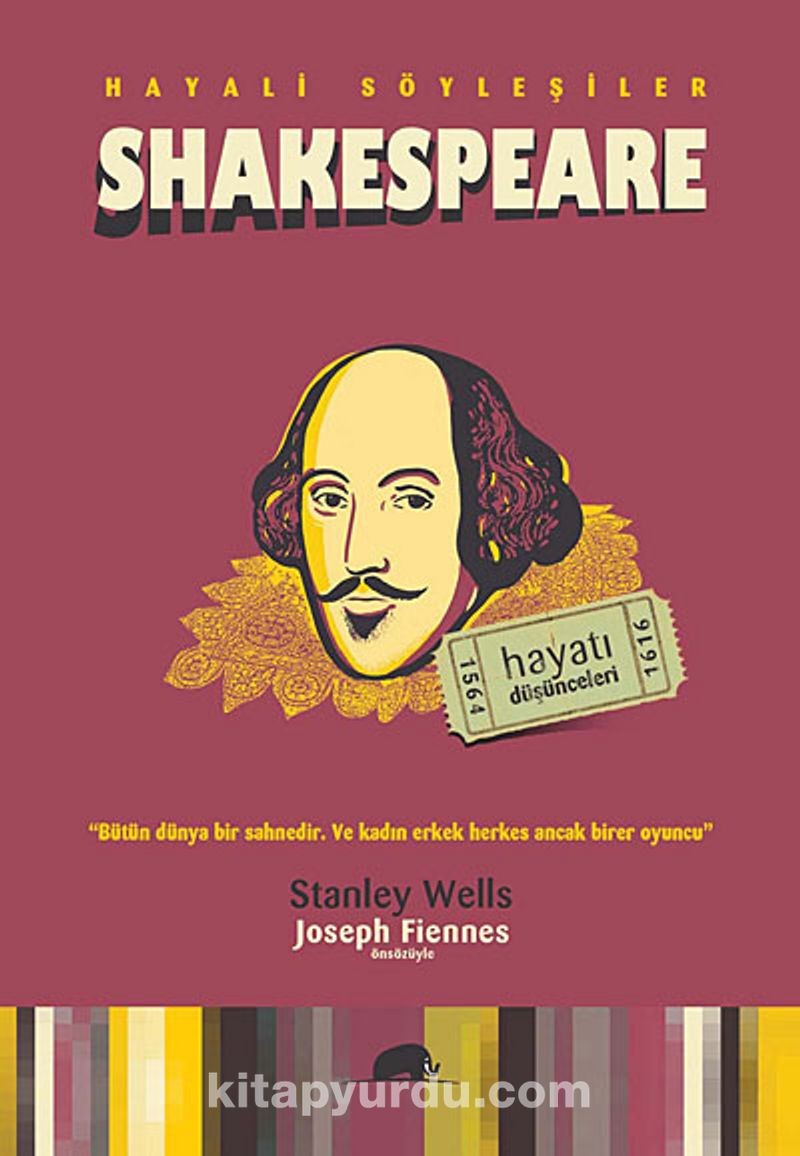 HAYALİ SÖYLEŞİLER
SHAKESPEARE
1564
hayatı
düşünceleri
1616
“Bütün dünya bir sahnedir. Ve kadın erkek herkes ancak birer oyuncu”
Stanley Wells
Joseph Fiennes
önsözüyle
kitapyurdu.com